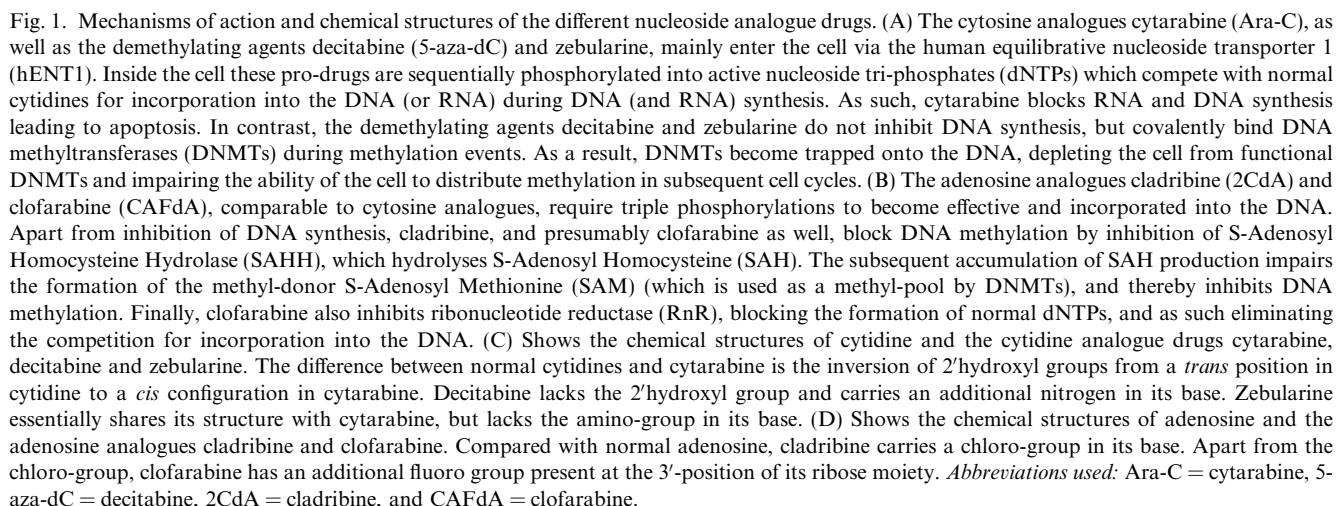 Fig. 1. Mechanisms of action and chemical structures of the different nucleoside analogue drugs. (A) The cytosine analogues cytarabine (Ara-C), as
well as the demethylating agents decitabine (5-aza-dC) and zebularine, mainly enter the cell via the human equilibrative nucleoside transporter 1
(hENT1). Inside the cell these pro-drugs are sequentially phosphorylated into active nucleoside tri-phosphates (dNTPs) which compete with normal
cytidines for incorporation into the DNA (or RNA) during DNA (and RNA) synthesis. As such, cytarabine blocks RNA and DNA synthesis
leading to apoptosis. In contrast, the demethylating agents decitabine and zebularine do not inhibit DNA synthesis, but covalently bind DNA
methyltransferases (DNMTs) during methylation events. As a result, DNMTs become trapped onto the DNA, depleting the cell from functional
DNMTs and impairing the ability of the cell to distribute methylation in subsequent cell cycles. (B) The adenosine analogues cladribine (2CdA) and
clofarabine (CAFdA), comparable to cytosine analogues, require triple phosphorylations to become effective and incorporated into the DNA.
Apart from inhibition of DNA synthesis, cladribine, and presumably clofarabine as well, block DNA methylation by inhibition of S-Adenosyl
Homocysteine Hydrolase (SAHH), which hydrolyses S-Adenosyl Homocysteine (SAH). The subsequent accumulation of SAH production impairs
the formation of the methyl-donor S-Adenosyl Methionine (SAM) (which is used as a methyl-pool by DNMTs), and thereby inhibits DNA
methylation. Finally, clofarabine also inhibits ribonucleotide reductase (RnR), blocking the formation of normal dNTPs, and as such eliminating
the competition for incorporation into the DNA. (C) Shows the chemical structures of cytidine and the cytidine analogue drugs cytarabine,
decitabine and zebularine. The difference between normal cytidines and cytarabine is the inversion of 2′hydroxyl groups from a trans position in
cytidine to a cis configuration in cytarabine. Decitabine lacks the 2′hydroxyl group and carries an additional nitrogen in its base. Zebularine
essentially shares its structure with cytarabine, but lacks the amino-group in its base. (D) Shows the chemical structures of adenosine and the
adenosine analogues cladribine and clofarabine. Compared with normal adenosine, cladribine carries a chloro-group in its base. Apart from the
chloro-group, clofarabine has an additional fluoro group present at the 3′-position of its ribose moiety. Abbreviations used: Ara-C = cytarabine, 5-
aza-dC = decitabine, 2CdA = cladribine, and CAFdA = clofarabine.